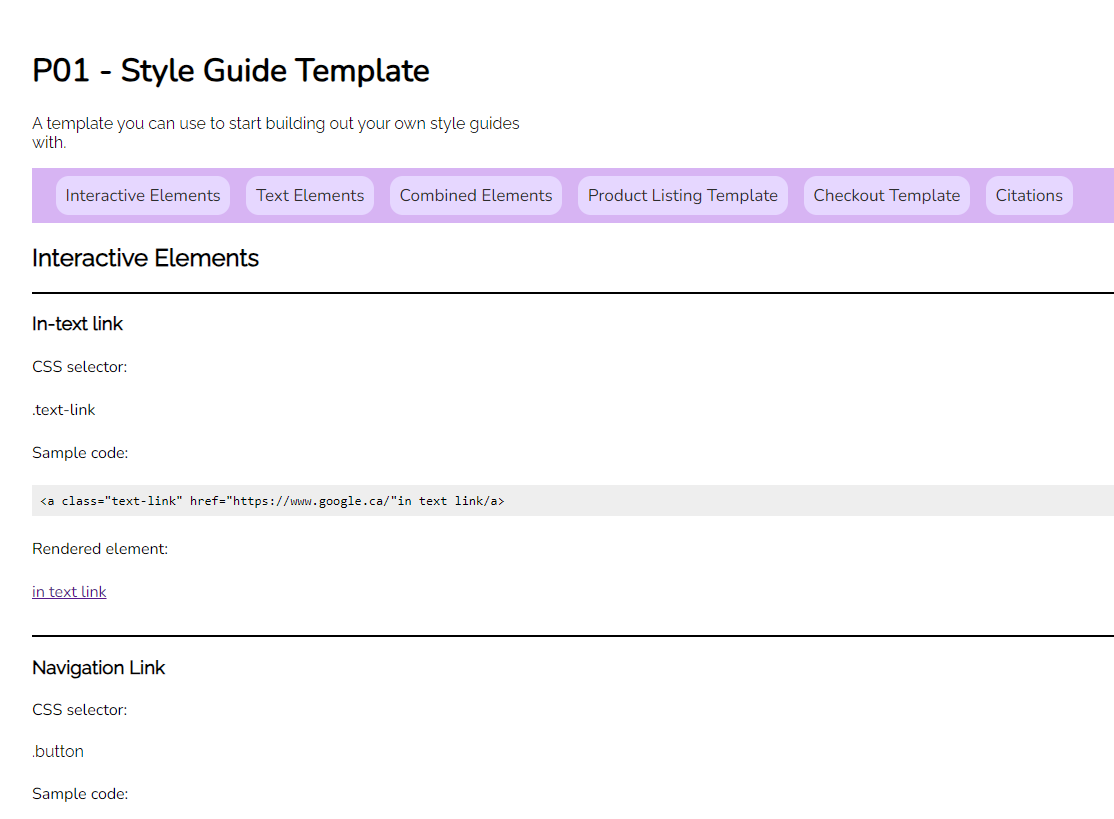 P01 - Style Guide Template
A template you can use to start building out your own style guides
with.
Interactive Elements Text Elements Combined Elements Product Listing Template Checkout Template Citations
Interactive Elements
In-text link
CSS selector:
.text-link
Sample code:
<a class="text-link" href="https://www.google.ca/"in text link/a>
Rendered element:
in text link
Navigation Link
CSS selector:
.button
Sample code: